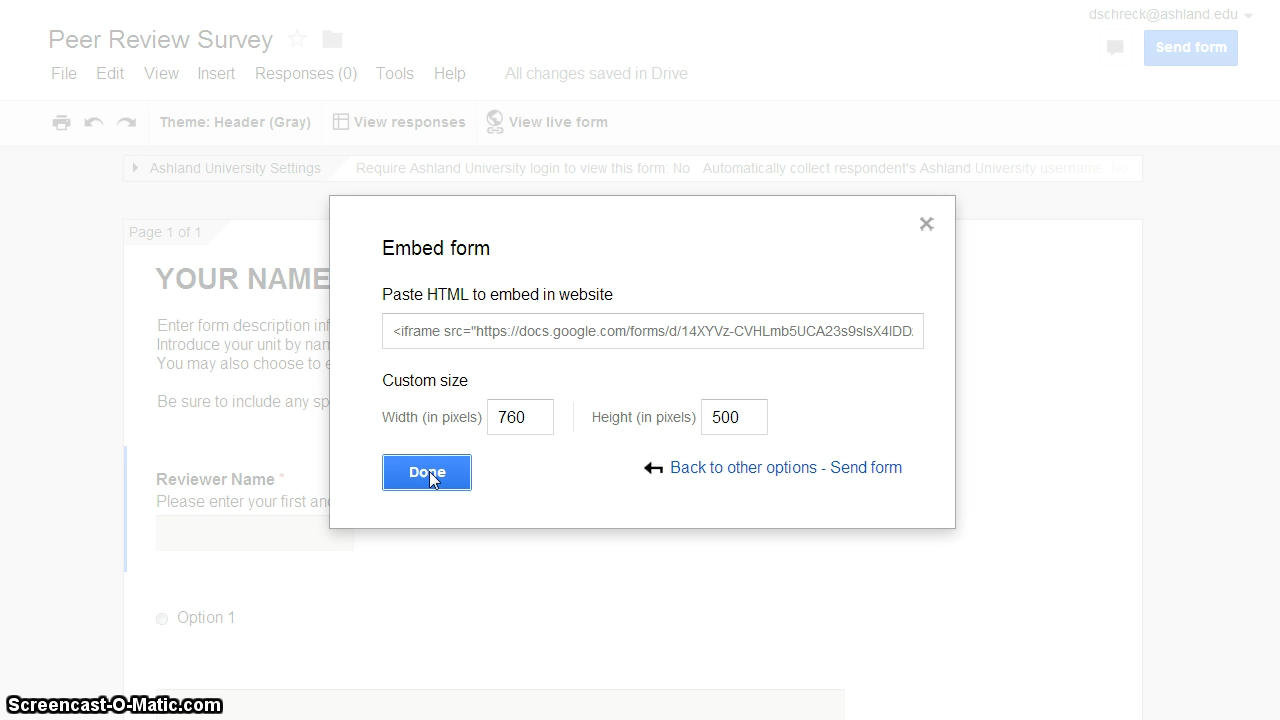 dschreck@ashland.edu
Peer Review Survey
Send form
File Edit View Insert Responses (0) Tools Help All changes saved in Drive
Theme: Header (Gray) View responses View live form
Ashland University Settings Require Ashland University login to view this form: No Automatically collect respondent's Ashland University username: No
Page 1 of 1
Embed form
YOUR NAME
Paste HTML to embed in website
Enter form description
<iframe src="https://docs.google.com/forms/d/14XYVz-CVHLmb5UCA23s9slsX4lDD
Introduce your unit by
You may also choose to
Custom size
Be sure to include any
Width (in pixels) 760 Height (in pixels) 500
Done
Back to other options - Send form
Reviewer Name *
Please enter your first
Option 1
Screencast-O-Matic.com